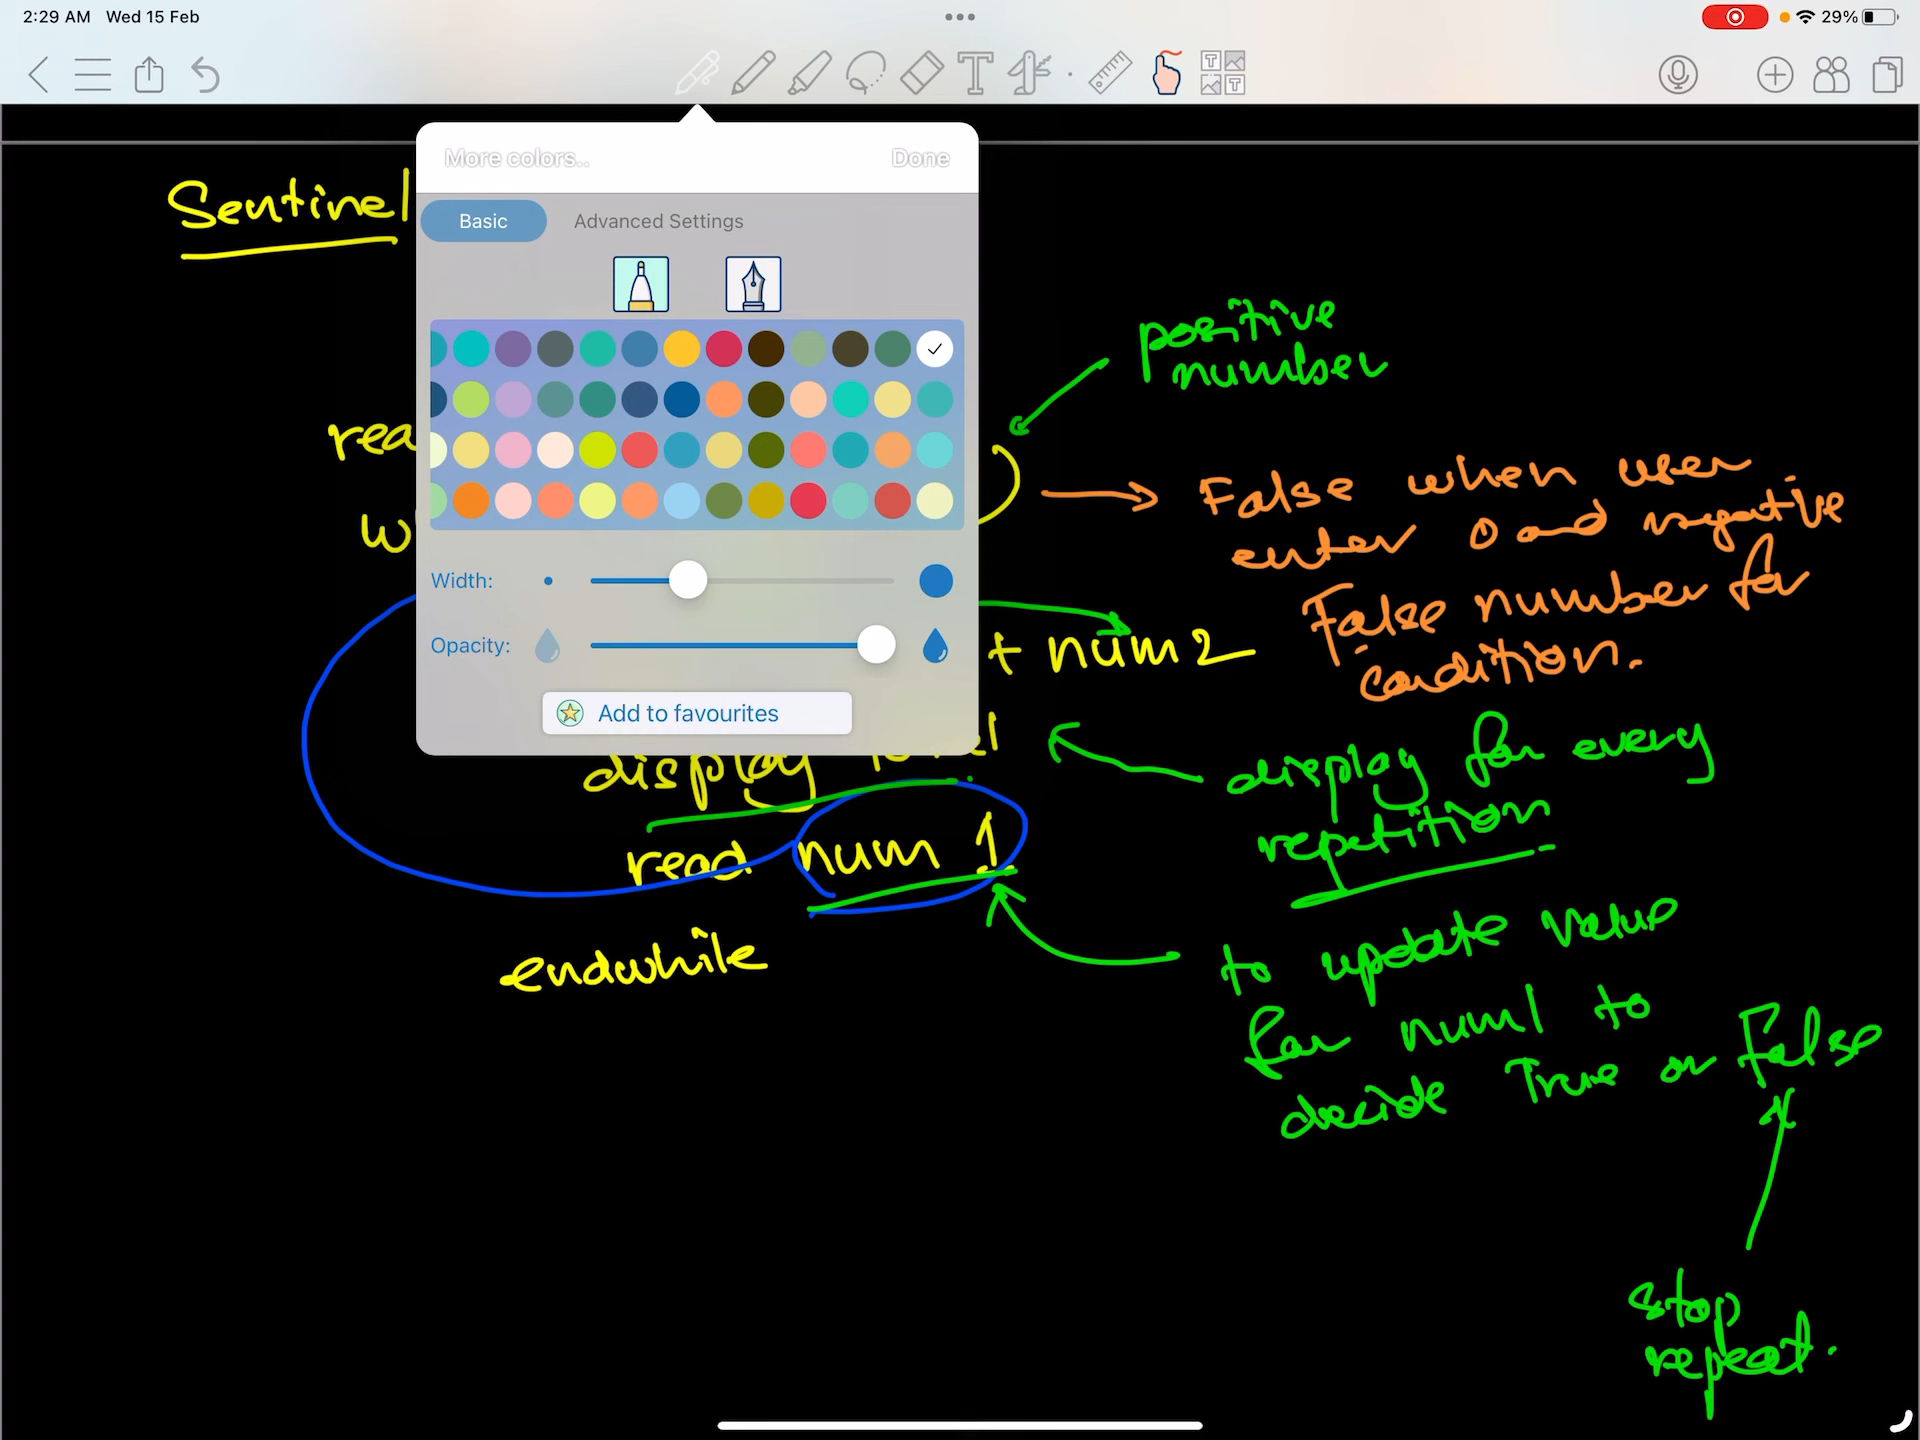 2:29 AM Wed 15 Feb
29%
More colors..
Done
Basic
Advanced Settings
Width:
Opacity:
Add to favourites
Sentinel
positive
number
False when user
enter 0 and negative
False number for
condition.
+ num2
display
display for every
repetition
read num 1
endwhile
to update value
for num1 to
decide True or False
stop
repeat.